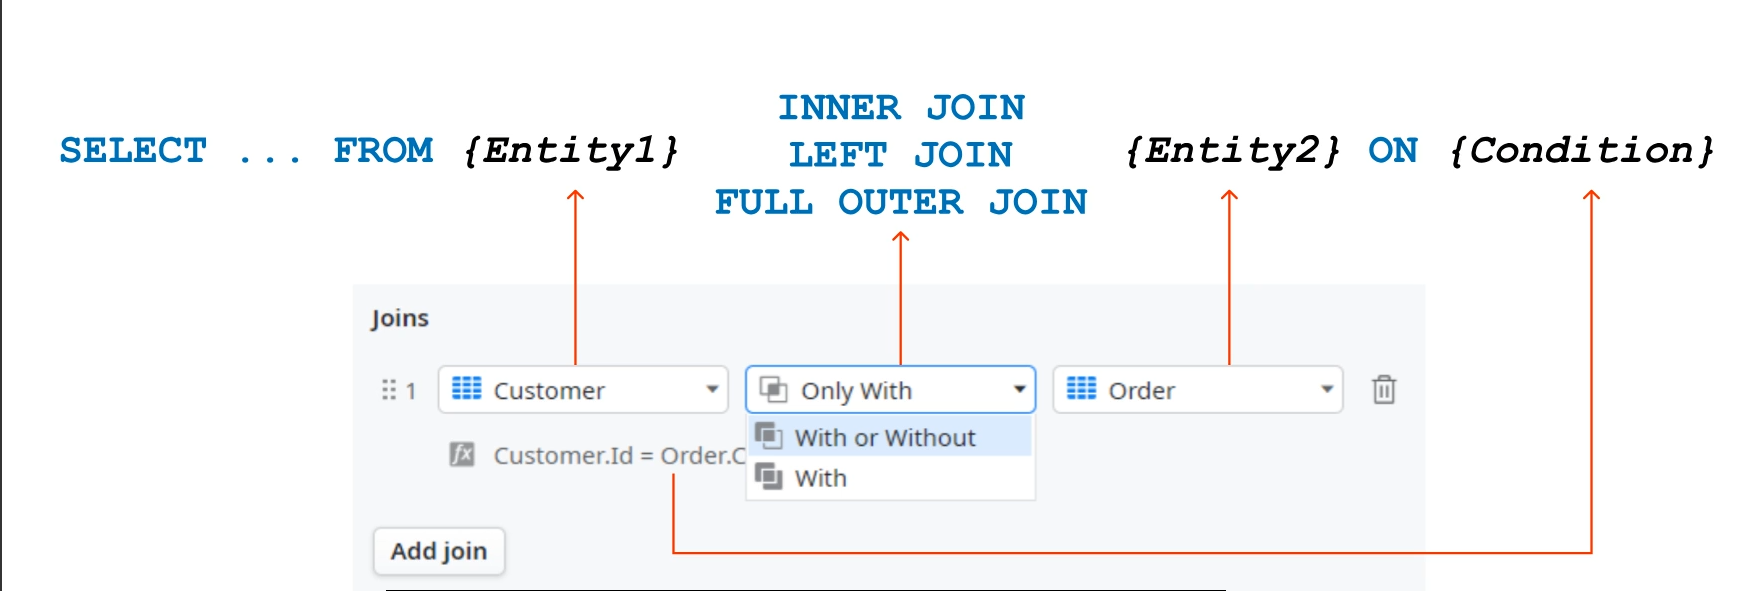 INNER JOIN
SELECT ... FROM {Entity1} LEFT JOIN {Entity2} ON {Condition}
FULL OUTER JOIN
Joins
1 Customer Only With Order
With or Without
fx Customer.Id = Order.C
With
Add join